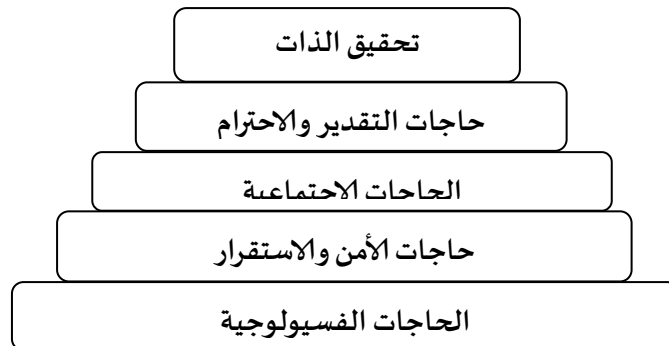 تحقيق الذات
حاجات التقدير والاحترام
الحاجات الاجتماعية
حاجات الأمن والاستقرار
الحاجات الفسيولوجية